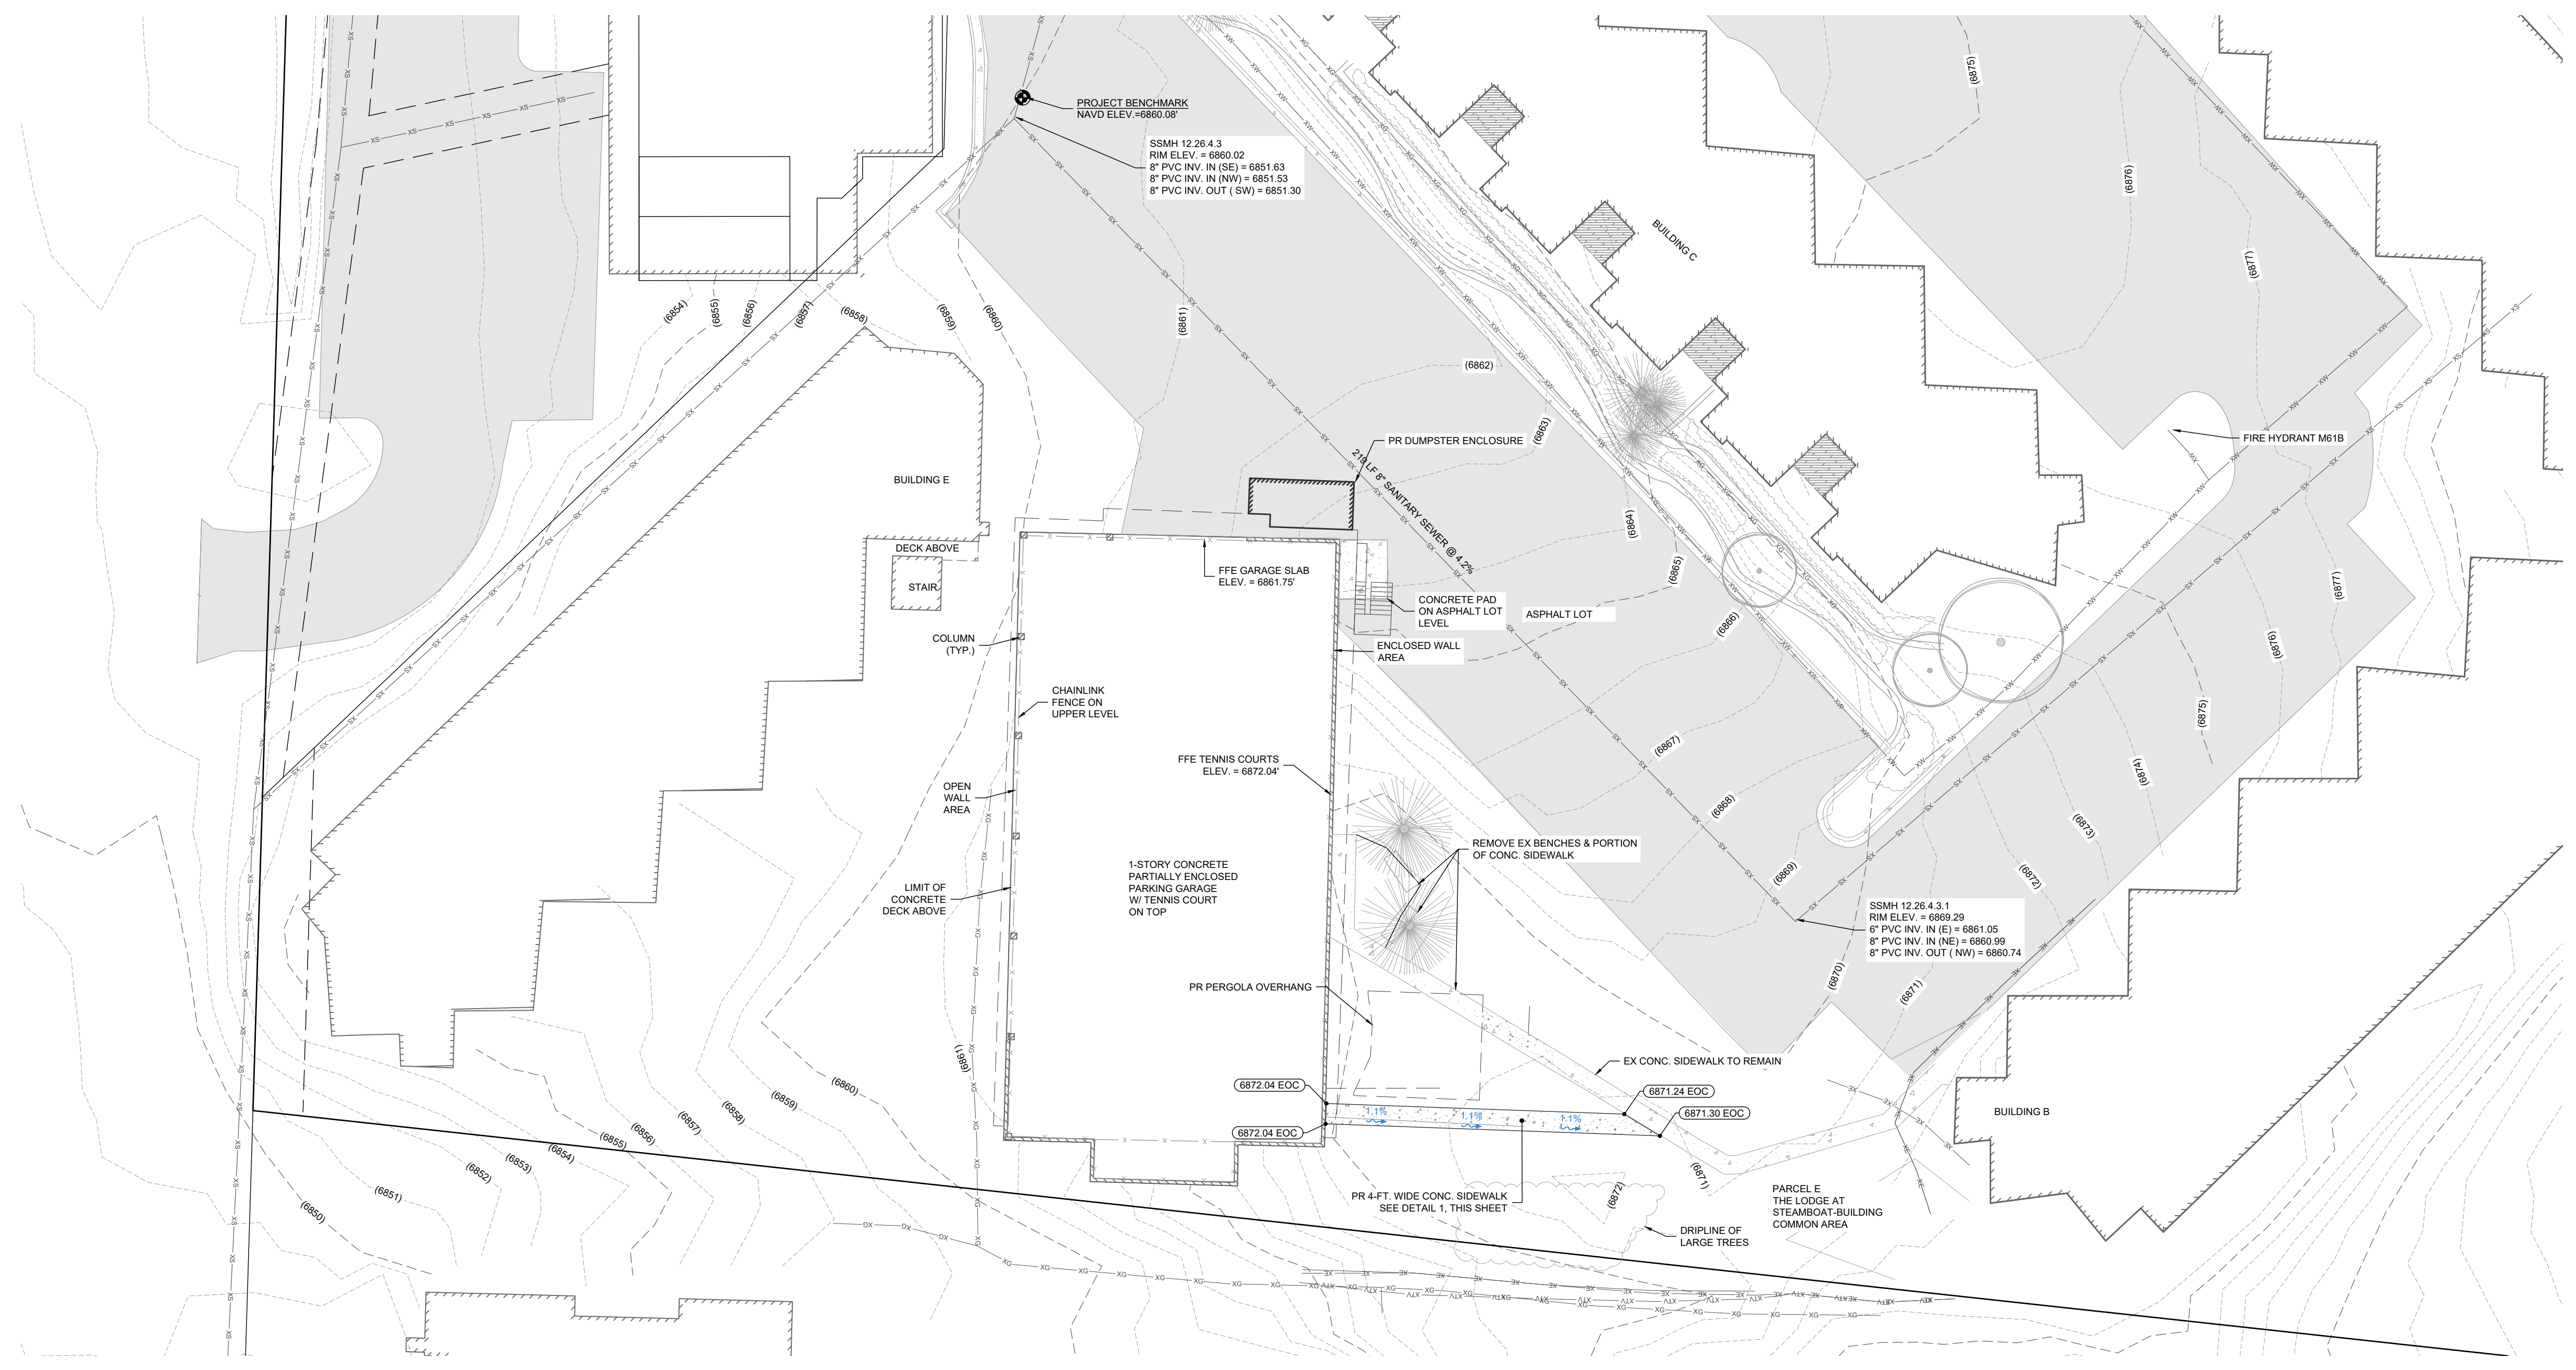 PROJECT BENCHMARK
NAVD ELEV.=6860.08'
SSMH 12.26.4.3
RIM ELEV. = 6860.02
8" PVC INV. IN (SE) = 6851.63
8" PVC INV. IN (NW) = 6851.53
8" PVC INV. OUT ( SW) = 6851.30
BUILDING C
(6875)
(6876)
(6877)
(6854)
(6855)
(6856)
(6857)
(6858)
(6859)
(6860)
(6861)
(6862)
(6863)
(6864)
(6865)
(6866)
(6867)
(6868)
(6869)
(6870)
(6871)
(6872)
(6873)
(6874)
(6875)
(6876)
(6877)
FIRE HYDRANT M61B
PR DUMPSTER ENCLOSURE
219 LF 8" SANITARY SEWER @ 4.2%
BUILDING E
DECK ABOVE
STAIR
FFE GARAGE SLAB
ELEV. = 6861.75'
CONCRETE PAD
ON ASPHALT LOT
LEVEL
ASPHALT LOT
ENCLOSED WALL
AREA
COLUMN
(TYP.)
CHAINLINK
FENCE ON
UPPER LEVEL
FFE TENNIS COURTS
ELEV. = 6872.04'
OPEN
WALL
AREA
REMOVE EX BENCHES & PORTION
OF CONC. SIDEWALK
1-STORY CONCRETE
PARTIALLY ENCLOSED
PARKING GARAGE
W/ TENNIS COURT
ON TOP
LIMIT OF
CONCRETE
DECK ABOVE
SSMH 12.26.4.3.1
RIM ELEV. = 6869.29
6" PVC INV. IN (E) = 6861.05
8" PVC INV. IN (NE) = 6860.99
8" PVC INV. OUT ( NW) = 6860.74
PR PERGOLA OVERHANG
EX CONC. SIDEWALK TO REMAIN
6872.04 EOC
6871.24 EOC
6871.30 EOC
6872.04 EOC
1.1%
1.1%
1.1%
BUILDING B
(6861)
(6860)
(6859)
(6858)
(6857)
(6856)
(6855)
(6854)
(6853)
(6852)
(6851)
(6850)
(6871)
(6872)
PR 4-FT. WIDE CONC. SIDEWALK
SEE DETAIL 1, THIS SHEET
PARCEL E
THE LODGE AT
STEAMBOAT-BUILDING
COMMON AREA
DRIPLINE OF
LARGE TREES